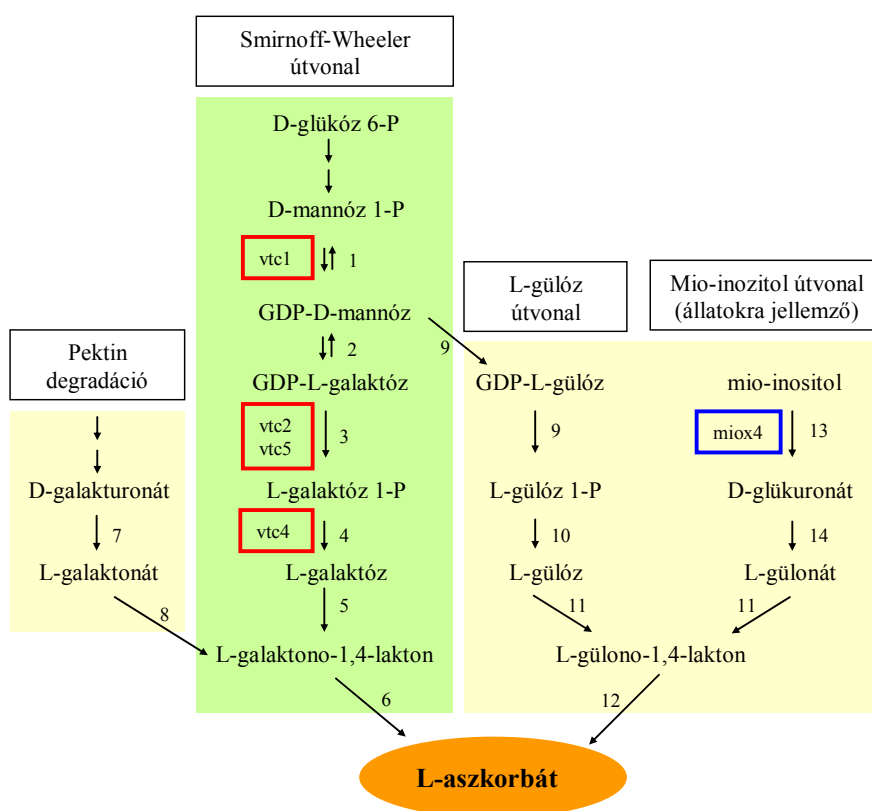 Smirnoff-Wheeler
útvonal
D-glükóz 6-P
D-mannóz 1-P
vtc1
1
GDP-D-mannóz
2
GDP-L-galaktóz
vtc2
vtc5
3
L-galaktóz 1-P
vtc4
4
L-galaktóz
5
L-galaktono-1,4-lakton
6
Pektin
degradáció
D-galakturonát
7
L-galaktonát
8
L-gülóz
útvonal
9
GDP-L-gülóz
9
L-gülóz 1-P
10
L-gülóz
11
Mio-inozitol útvonal
(állatokra jellemző)
mio-inositol
miox4
13
D-glükuronát
14
L-gülonát
11
L-gülono-1,4-lakton
12
L-aszkorbát